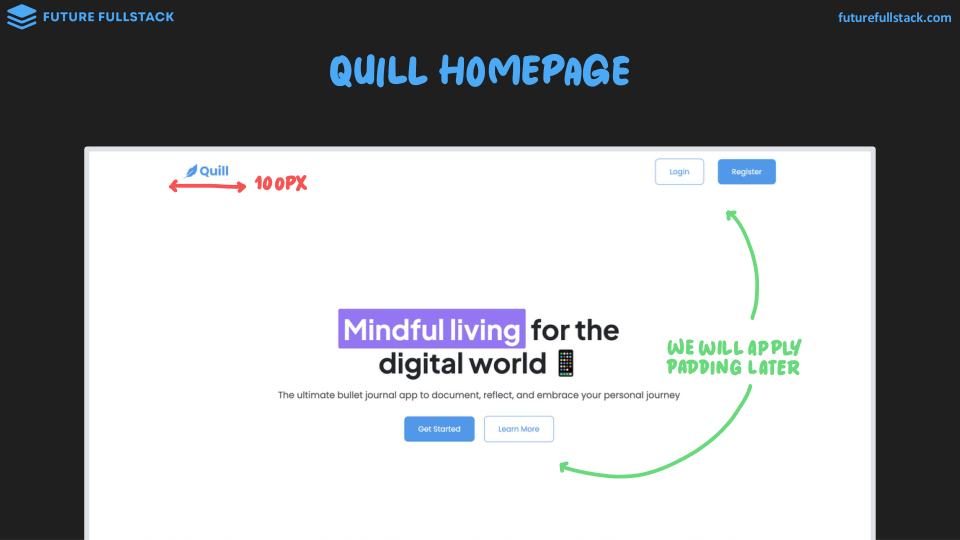 FUTURE FULLSTACK
futurefullstack.com
QUILL HOMEPAGE
Quill
100PX
Login
Register
Mindful living for the
digital world 📱
The ultimate bullet journal app to document, reflect, and embrace your personal journey
Get Started
Learn More
WE WILL APPLY
PADDING LATER